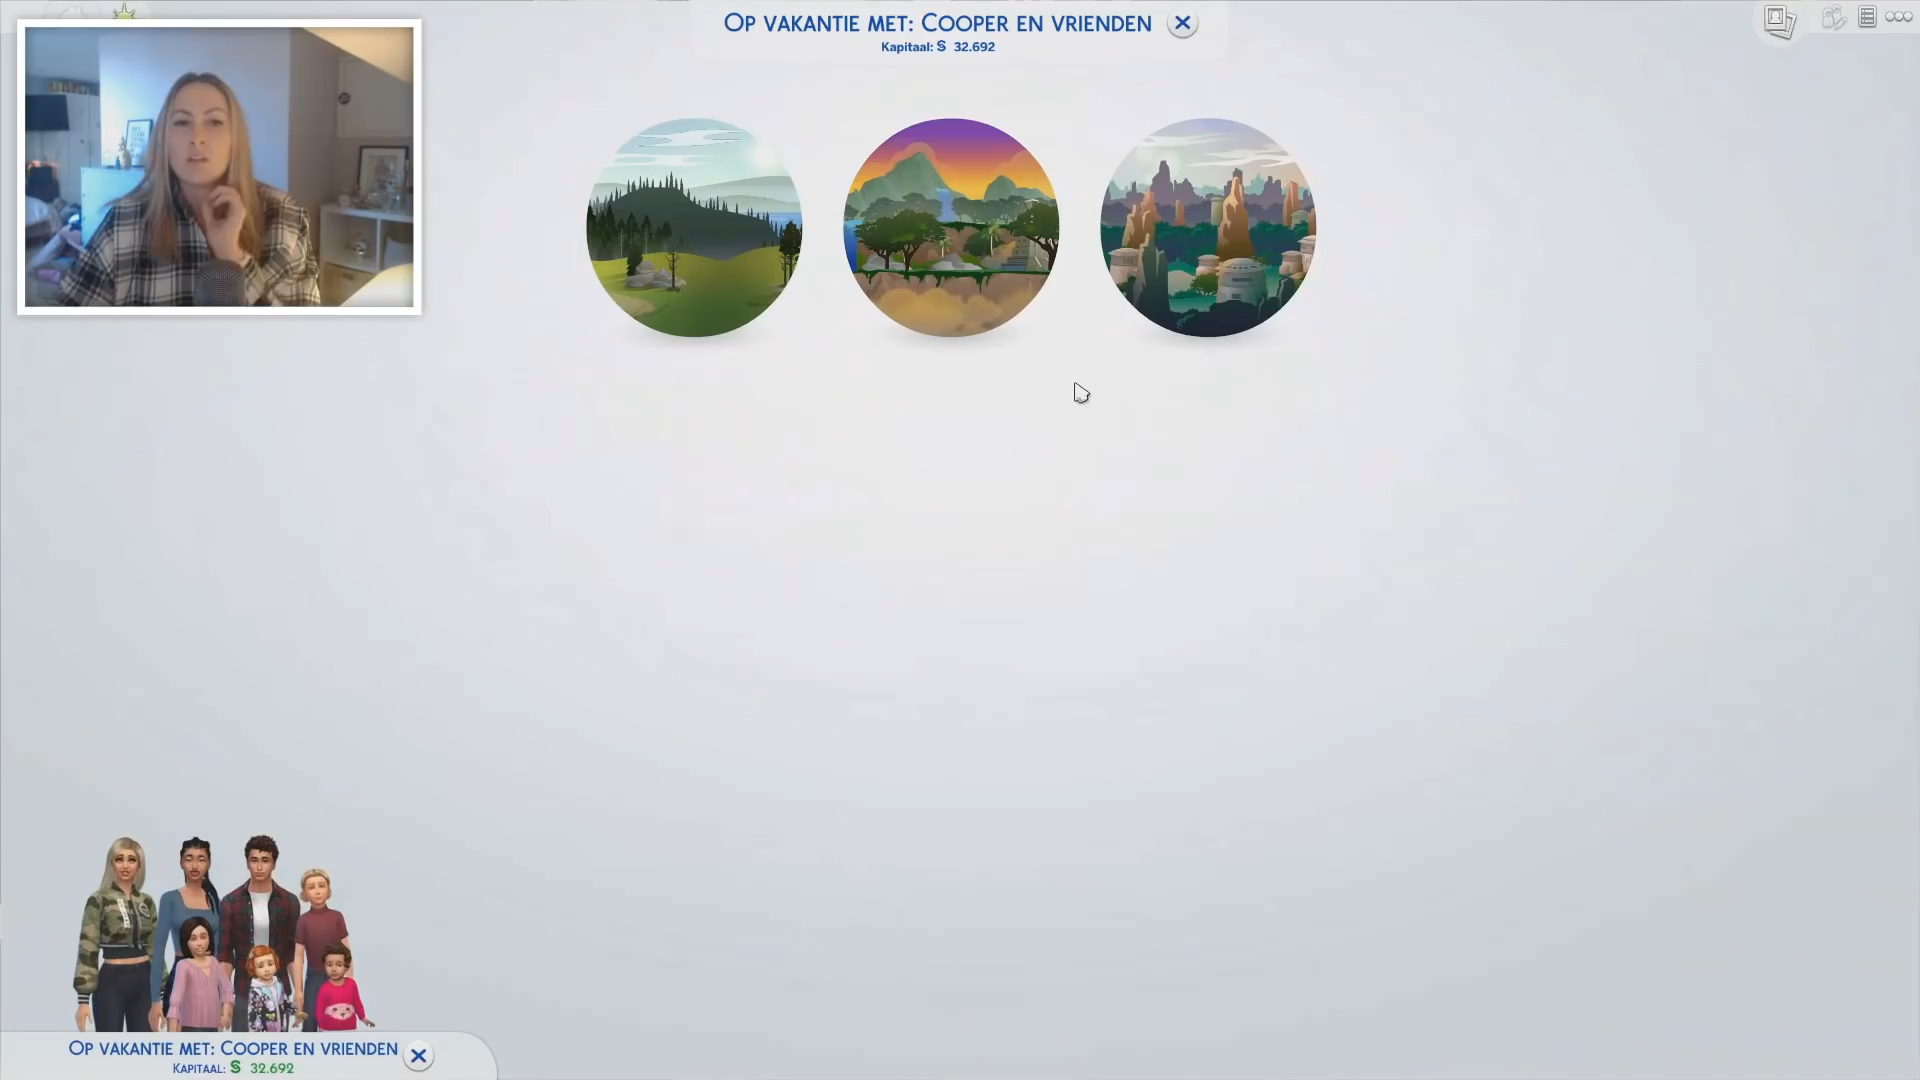 Op vakantie met: Cooper en vrienden
Kapitaal: § 32.692
Op vakantie met: Cooper en vrienden
Kapitaal: § 32.692